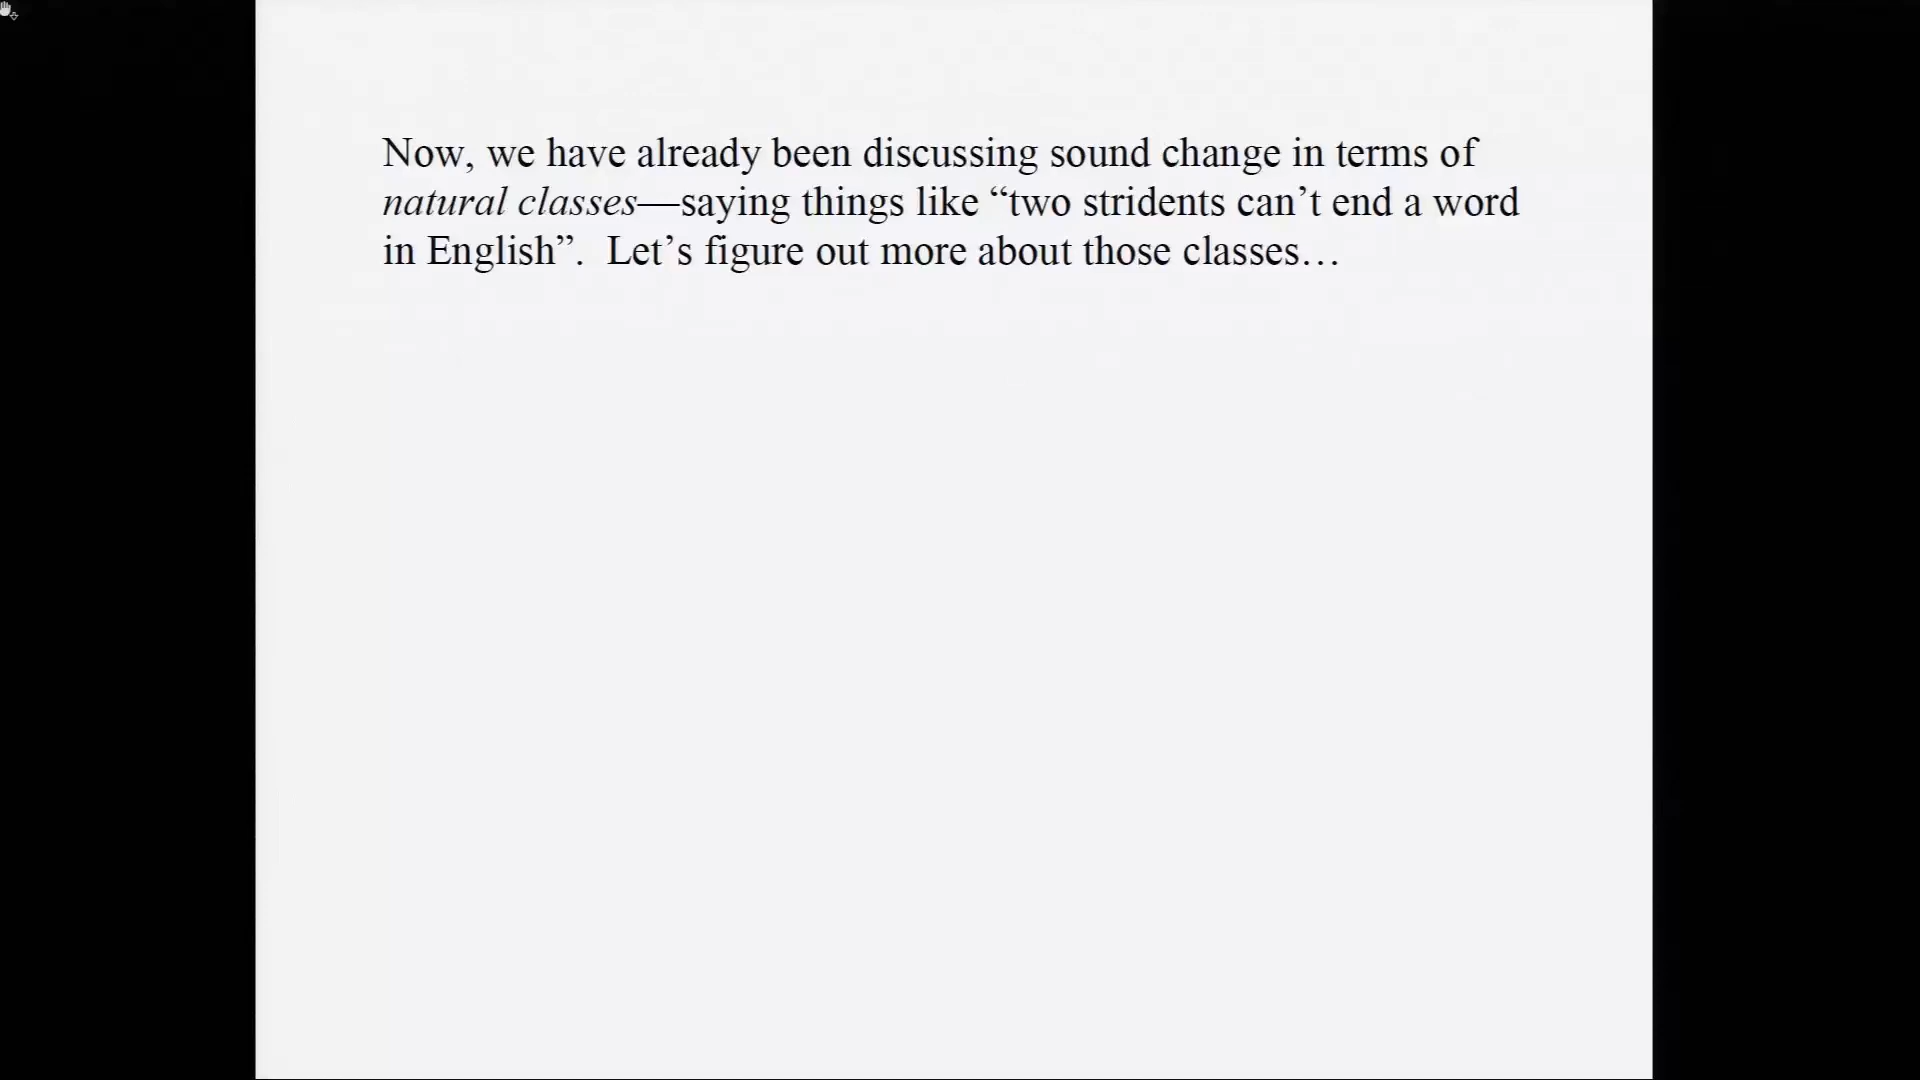 Now, we have already been discussing sound change in terms of
natural classes—saying things like “two stridents can’t end a word
in English”.  Let’s figure out more about those classes…